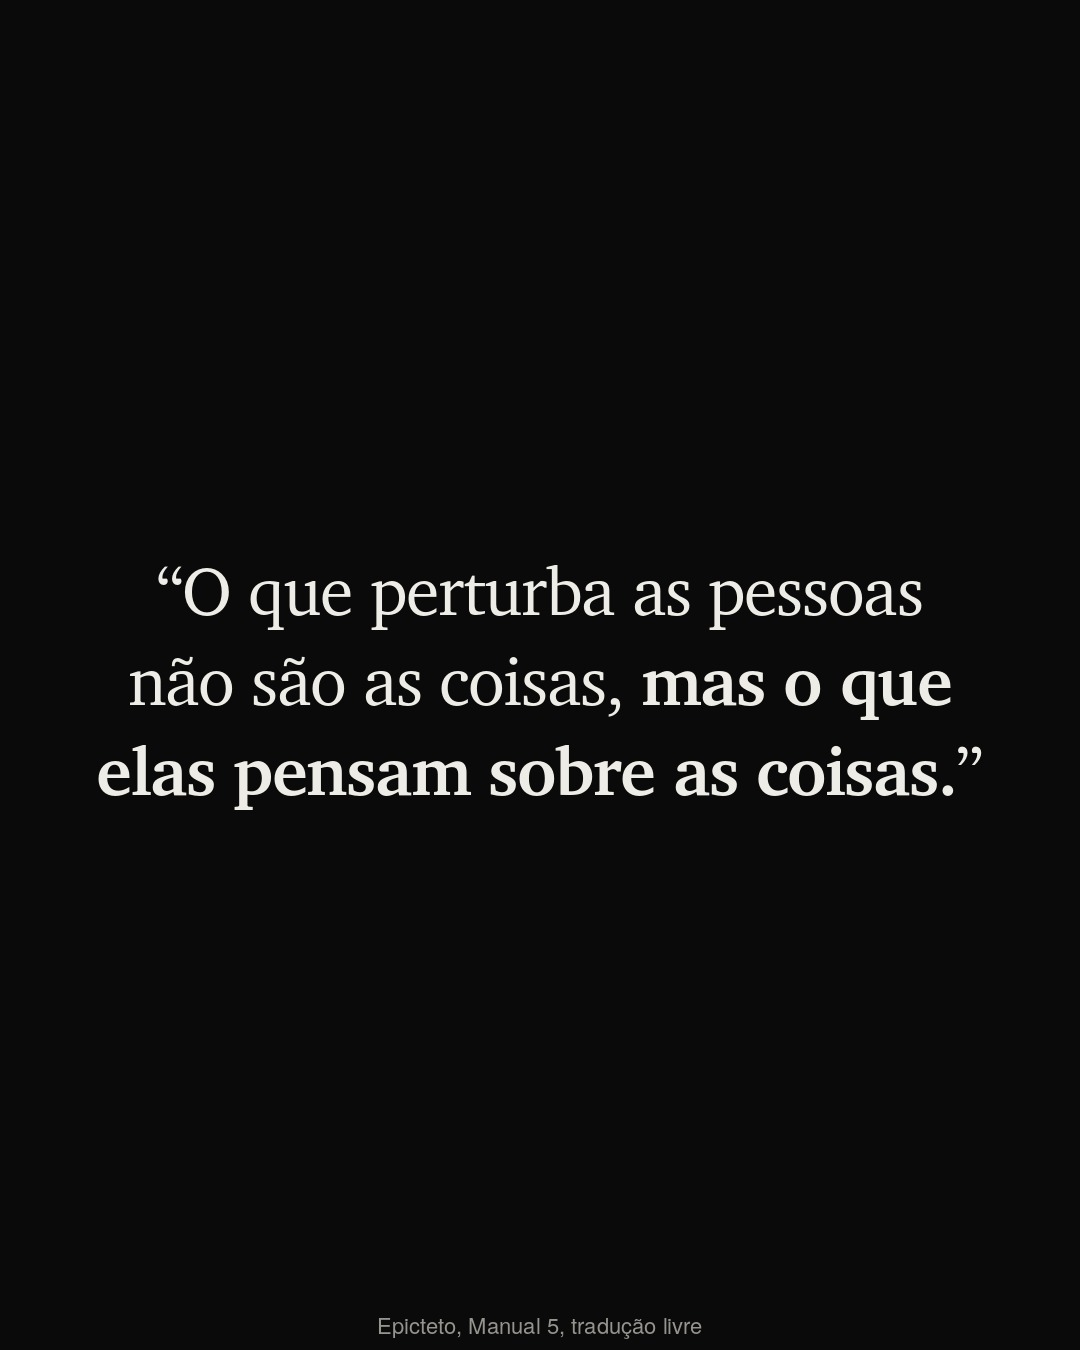 “O que perturba as pessoas
não são as coisas, mas o que
elas pensam sobre as coisas.”
Epicteto, Manual 5, tradução livre